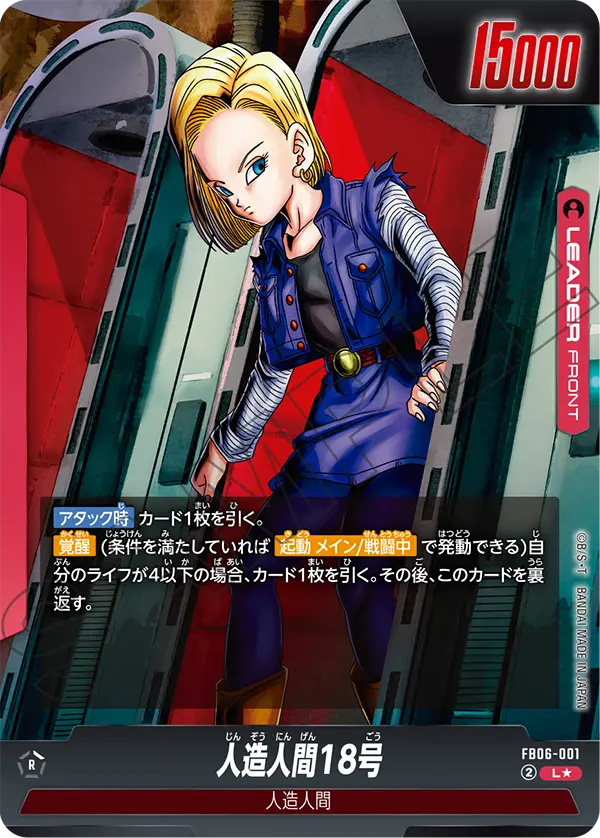 15000
LEADER FRONT
アタック時 カード1枚を引く。
覚醒 (条件を満たしていれば 起動 メイン/戦闘中 で発動できる)自
分のライフが4以下の場合、カード1枚を引く。その後、このカードを裏
返す。
©B/S・T BANDAI MADE IN JAPAN
人造人間18号
FB06-001
R
② L★
人造人間
SAMPLE